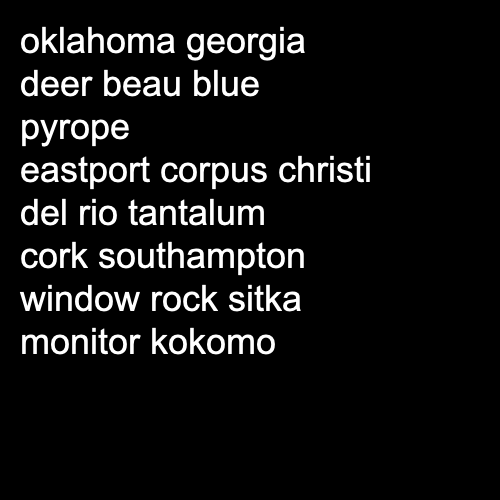 oklahoma georgia
deer beau blue
pyrope
eastport corpus christi
del rio tantalum
cork southampton
window rock sitka
monitor kokomo